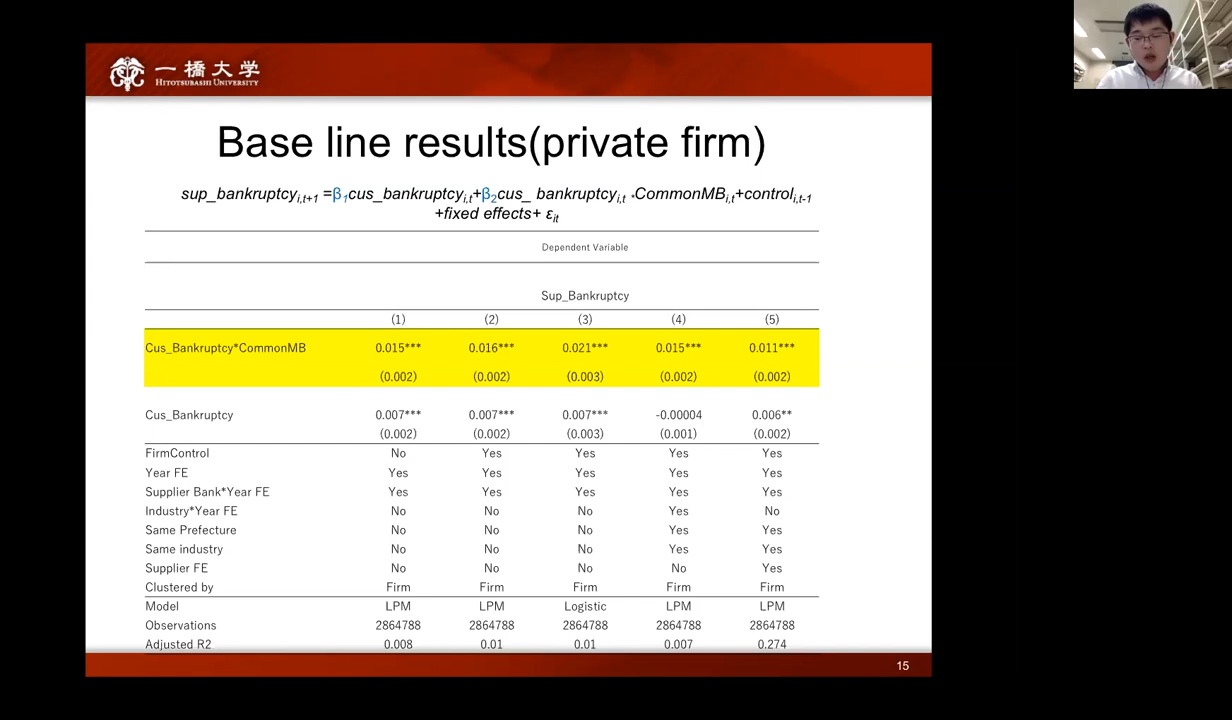 一橋大学
HITOTSUBASHI UNIVERSITY
Base line results(private firm)
sup_bankruptcyi,t+1 =β1cus_bankruptcyi,t+β2cus_ bankruptcyi,t *CommonMBi,t+controli,t-1
+fixed effects+ εit
Dependent Variable
Sup_Bankruptcy
(1) (2) (3) (4) (5)
Cus_Bankruptcy*CommonMB 0.015*** 0.016*** 0.021*** 0.015*** 0.011***
(0.002) (0.002) (0.003) (0.002) (0.002)
Cus_Bankruptcy 0.007*** 0.007*** 0.007*** -0.00004 0.006**
(0.002) (0.002) (0.003) (0.001) (0.002)
FirmControl No Yes Yes Yes Yes
Year FE Yes Yes Yes Yes Yes
Supplier Bank*Year FE Yes Yes Yes Yes Yes
Industry*Year FE No No No Yes No
Same Prefecture No No No Yes Yes
Same industry No No No Yes Yes
Supplier FE No No No No Yes
Clustered by Firm Firm Firm Firm Firm
Model LPM LPM Logistic LPM LPM
Observations 2864788 2864788 2864788 2864788 2864788
Adjusted R2 0.008 0.01 0.01 0.007 0.274
15